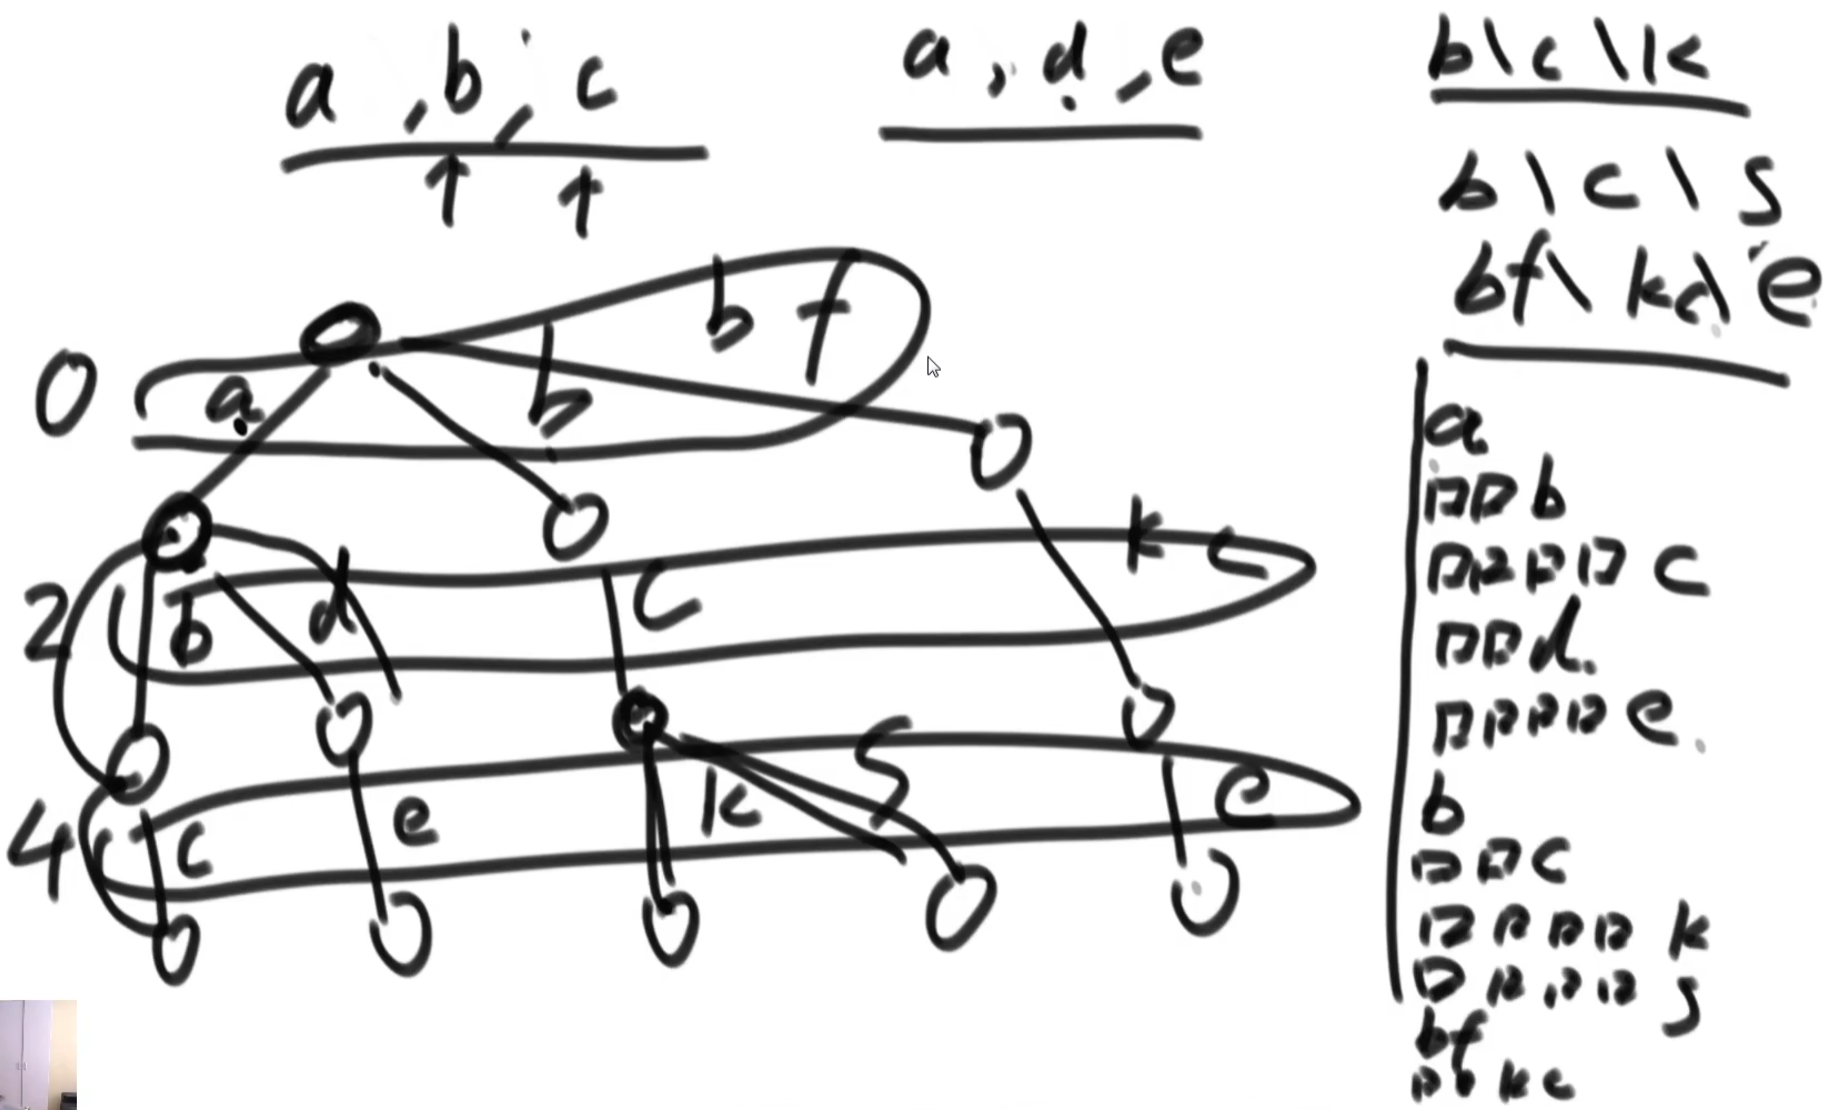 a , b , c
a , d , e
b\c\k
b\c\s
bf\kc\e
0 a b bf
2 b d c kc
4 c e k s e
a
□□b
□□□□c
□□d
□□□□e
b
□□c
□□□□k
□□□□s
bf
□□kc